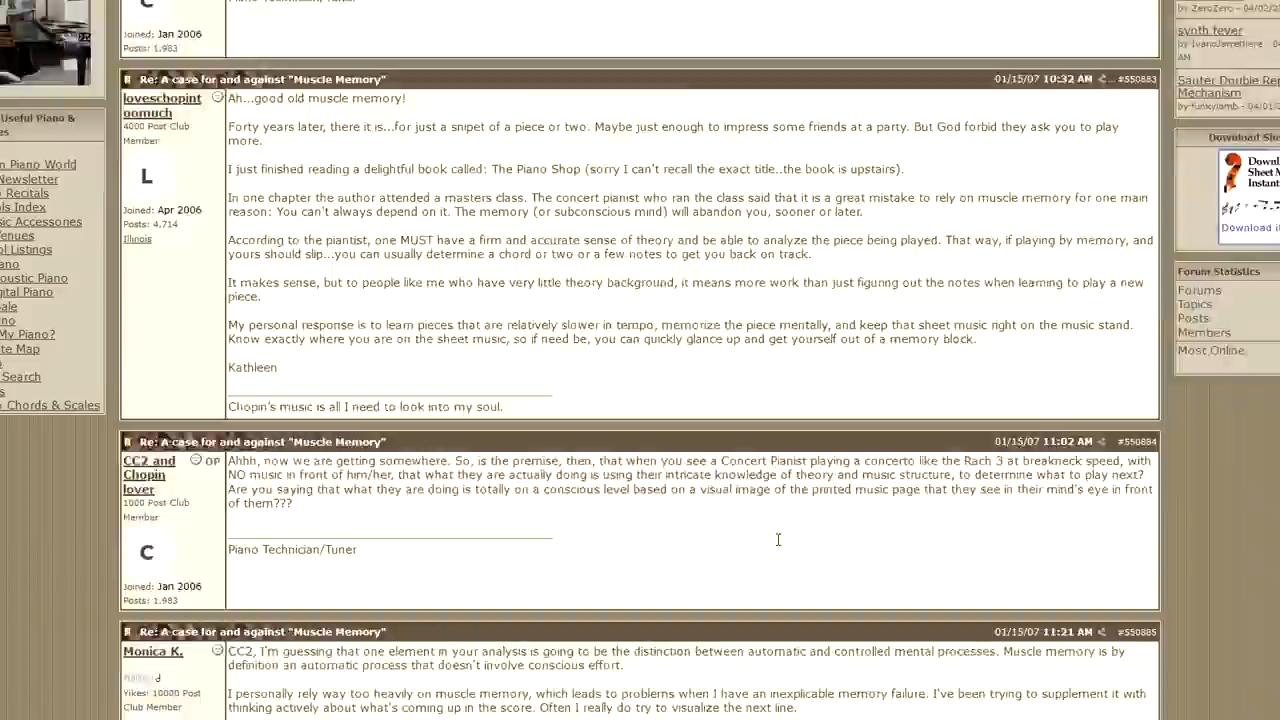 C
Joined: Jan 2006
Posts: 1,983
Useful Piano &
Piano World
Newsletter
Recitals
Index
Accessories
Venues
Listings
Piano
Sale
My Piano?
Map
Search
Chords & Scales
Re: A case for and against "Muscle Memory"
01/15/07 10:32 AM
#550883
loveschopint
oomuch
4000 Post Club
Member
L
Joined: Apr 2006
Posts: 4,714
Illinois
Ah...good old muscle memory!
Forty years later, there it is...for just a snipet of a piece or two. Maybe just enough to impress some friends at a party. But God forbid they ask you to play
more.
I just finished reading a delightful book called: The Piano Shop (sorry I can't recall the exact title..the book is upstairs).
In one chapter the author attended a masters class. The concert pianist who ran the class said that it is a great mistake to rely on muscle memory for one main
reason: You can't always depend on it. The memory (or subconscious mind) will abandon you, sooner or later.
According to the piantist, one MUST have a firm and accurate sense of theory and be able to analyze the piece being played. That way, if playing by memory, and
yours should slip...you can usually determine a chord or two or a few notes to get you back on track.
It makes sense, but to people like me who have very little theory background, it means more work than just figuring out the notes when learning to play a new
piece.
My personal response is to learn pieces that are relatively slower in tempo, memorize the piece mentally, and keep that sheet music right on the music stand.
Know exactly where you are on the sheet music, so if need be, you can quickly glance up and get yourself out of a memory block.
Kathleen
Chopin's music is all I need to look into my soul.
Re: A case for and against "Muscle Memory"
01/15/07 11:02 AM
#550884
CC2 and
Chopin
lover
OP
1000 Post Club
Member
C
Joined: Jan 2006
Posts: 1,983
Ahhh, now we are getting somewhere. So, is the premise, then, that when you see a Concert Pianist playing a concerto like the Rach 3 at breakneck speed, with
NO music in front of him/her, that what they are actually doing is using their intricate knowledge of theory and music structure, to determine what to play next?
Are you saying that what they are doing is totally on a conscious level based on a visual image of the printed music page that they see in their mind's eye in front
of them???
Piano Technician/Tuner
Re: A case for and against "Muscle Memory"
01/15/07 11:21 AM
#550885
Monica K.
Yikes! 10000 Post
Club Member
CC2, I'm guessing that one element in your analysis is going to be the distinction between automatic and controlled mental processes. Muscle memory is by
definition an automatic process that doesn't involve conscious effort.
I personally rely way too heavily on muscle memory, which leads to problems when I have an inexplicable memory failure. I've been trying to supplement it with
thinking actively about what's coming up in the score. Often I really do try to visualize the next line.
by ZeroZero - 04/02/2
synth fever
AM
Sauter Double Re
Mechanism
by funkylamb - 04/01
Download
Sheet M
Instant
Download
Forum Statistics
Forums
Topics
Posts
Members
Most Online